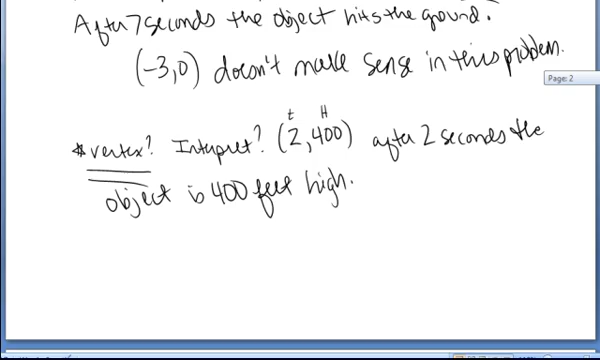 After 7 seconds the object hits the gound.
(-3,0) doesn't make sense in this problem.
Page: 2
t H
* vertex? Interpret? (2,400) after 2 seconds the
object is 400 feet high.